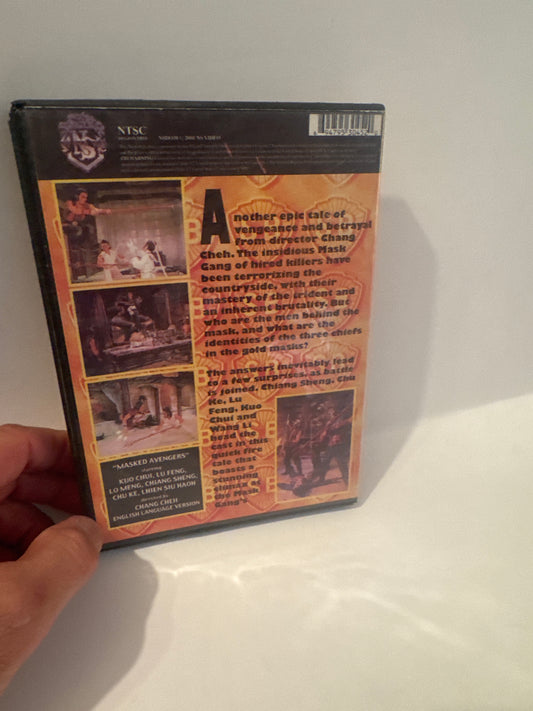 NS
NTSC
NS VIDEO
Another epic tale of
vengeance and betrayal
from director Chang
Cheh. The insidious Mask
Gang of hired killers have
been terrorizing the
countryside, with their
mastery of the trident and
an inherent brutality. But
who are the men behind the
mask, and what are the
identities of the three chiefs
in the gold masks?
The answers inevitably lead
to a few surprises, as battle
is joined. Chiang Sheng, Chu
Ke, Lu
Feng, Kuo
Chui and
Wang Li
head the
cast in this
quick fire
tale that
boasts a
stunning
at
the Mask
Gang's
"MASKED AVENGERS"
starring
KUO CHUI, LU FENG,
LO MENG, CHIANG SHENG,
CHU KE, LHIEN SIU HAOH
directed by
CHANG CHEH
ENGLISH LANGUAGE VERSION